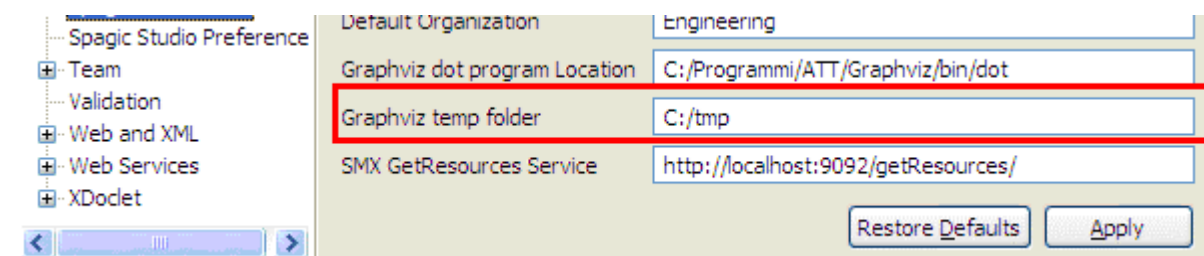 Spagic Studio Preference
Team
Validation
Web and XML
Web Services
XDoclet
Default Organization
Engineering
Graphviz dot program Location
C:/Programmi/ATT/Graphviz/bin/dot
Graphviz temp folder
C:/tmp
SMX GetResources Service
http://localhost:9092/getResources/
Restore Defaults
Apply